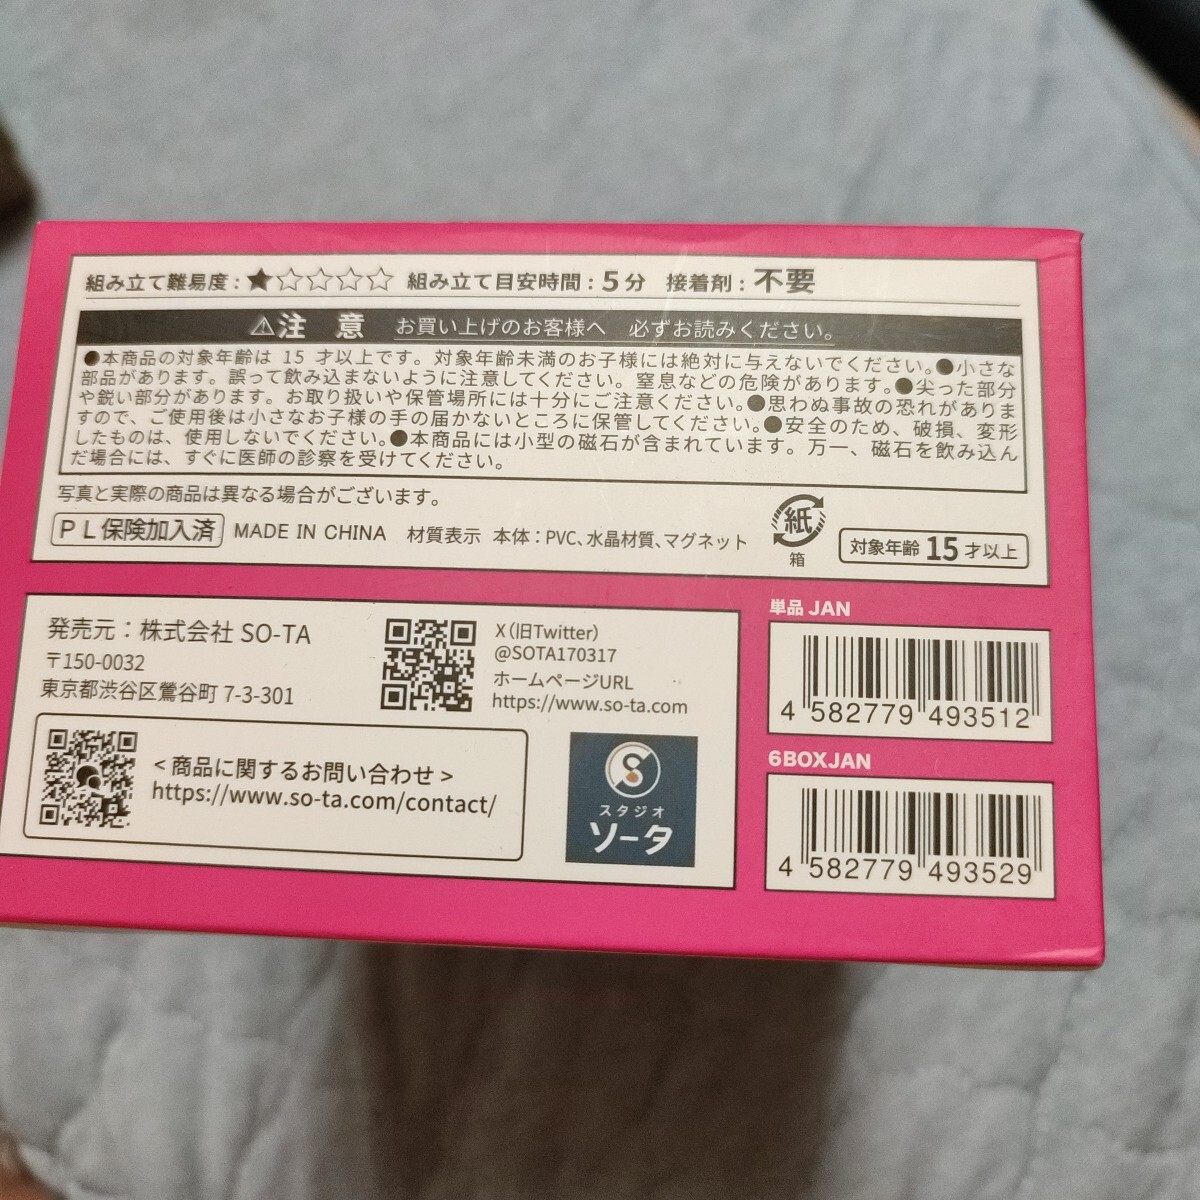 組み立て難易度：★☆☆☆☆ 組み立て目安時間：5分 接着剤：不要
⚠注 意 お買い上げのお客様へ 必ずお読みください。
●本商品の対象年齢は 15 才以上です。対象年齢未満のお子様には絶対に与えないでください。●小さな
部品があります。誤って飲み込まないように注意してください。窒息などの危険があります。●尖った部分
や鋭い部分があります。お取り扱いや保管場所には十分にご注意ください。●思わぬ事故の恐れがありま
すので、ご使用後は小さなお子様の手の届かないところに保管してください。●安全のため、破損、変形
したものは、使用しないでください。●本商品には小型の磁石が含まれています。万一、磁石を飲み込ん
だ場合には、すぐに医師の診察を受けてください。
写真と実際の商品は異なる場合がございます。
ＰＬ保険加入済 MADE IN CHINA 材質表示 本体：PVC、水晶材質、マグネット
紙
箱
対象年齢 15 才以上
発売元：株式会社 SO-TA
〒150-0032
東京都渋谷区鶯谷町 7-3-301
X（旧Twitter）
@SOTA170317
ホームページURL
https://www.so-ta.com
＜商品に関するお問い合わせ＞
https://www.so-ta.com/contact/
スタジオ
ソータ
単品 JAN
4 582779 493512
6BOXJAN
4 582779 493529